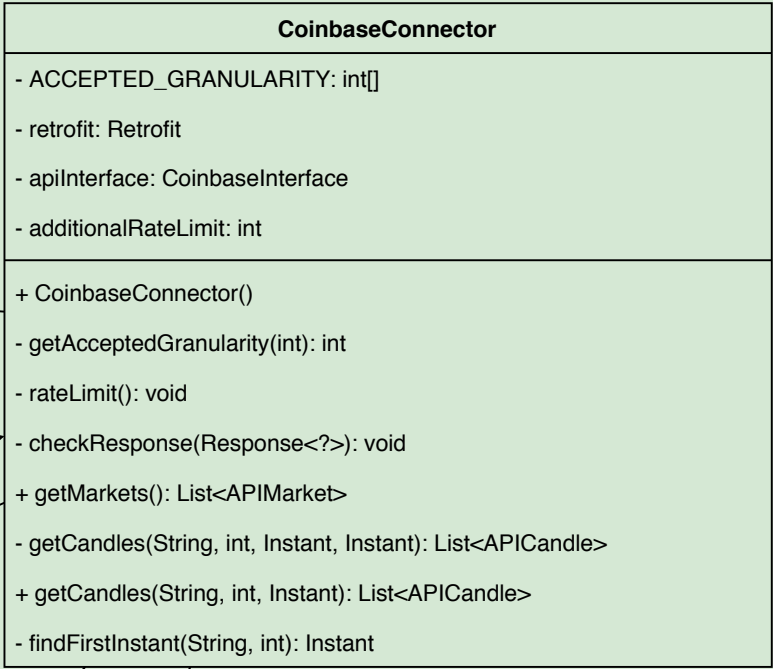 CoinbaseConnector
- ACCEPTED_GRANULARITY: int[]
- retrofit: Retrofit
- apiInterface: CoinbaseInterface
- additionalRateLimit: int
+ CoinbaseConnector()
- getAcceptedGranularity(int): int
- rateLimit(): void
- checkResponse(Response<?>): void
+ getMarkets(): List<APIMarket>
- getCandles(String, int, Instant, Instant): List<APICandle>
+ getCandles(String, int, Instant): List<APICandle>
- findFirstInstant(String, int): Instant